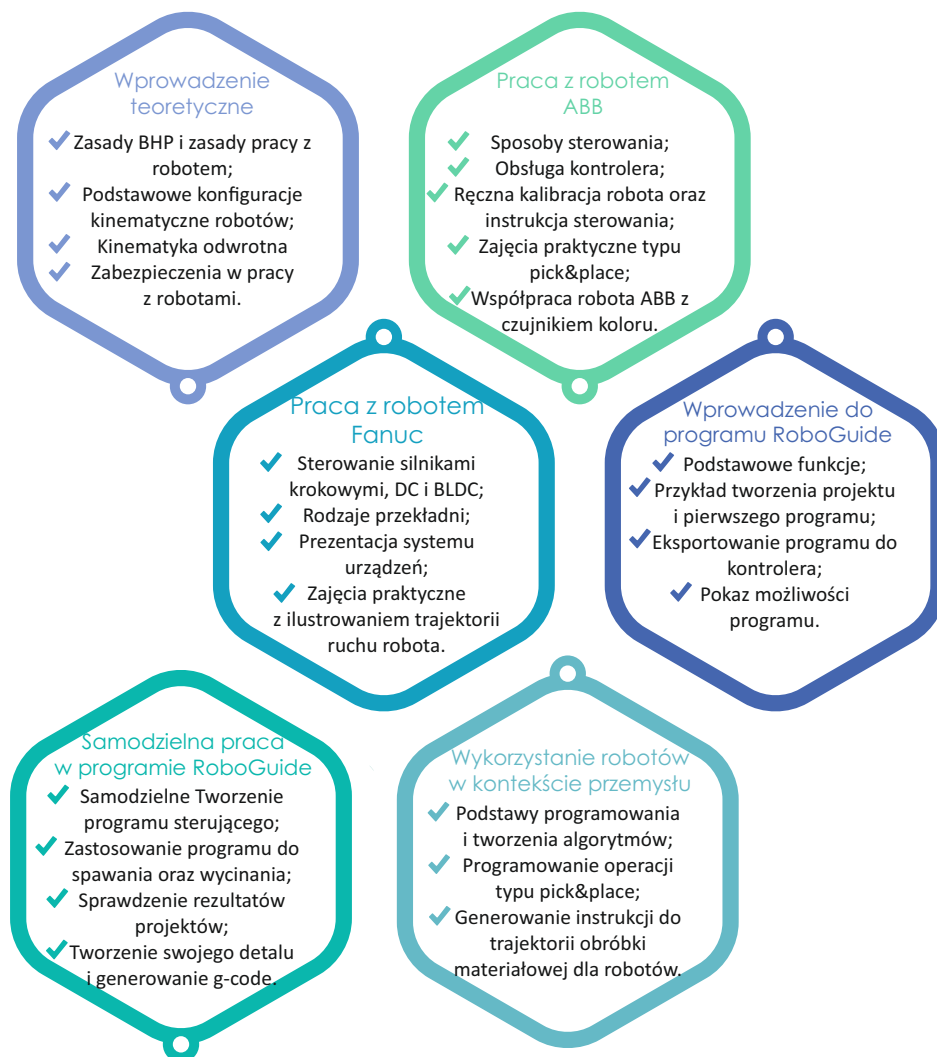 Wprowadzenie
teoretyczne
Zasady BHP i zasady pracy z
robotem;
Podstawowe konfiguracje
kinematyczne robotów;
Kinematyka odwrotna
Zabezpieczenia w pracy
z robotami.
Praca z robotem
ABB
Sposoby sterowania;
Obsługa kontrolera;
Ręczna kalibracja robota oraz
instrukcja sterowania;
Zajęcia praktyczne typu
pick&place;
Współpraca robota ABB z
czujnikiem koloru.
Praca z robotem
Fanuc
Sterowanie silnikami
krokowymi, DC i BLDC;
Rodzaje przekładni;
Prezentacja systemu
urządzeń;
Zajęcia praktyczne
z ilustrowaniem trajektorii
ruchu robota.
Wprowadzenie do
programu RoboGuide
Podstawowe funkcje;
Przykład tworzenia projektu
i pierwszego programu;
Eksportowanie programu do
kontrolera;
Pokaz możliwości
programu.
Samodzielna praca
w programie RoboGuide
Samodzielne Tworzenie
programu sterującego;
Zastosowanie programu do
spawania oraz wycinania;
Sprawdzenie rezultatów
projektów;
Tworzenie swojego detalu
i generowanie g-code.
Wykorzystanie robotów
w kontekście przemysłu
Podstawy programowania
i tworzenia algorytmów;
Programowanie operacji
typu pick&place;
Generowanie instrukcji do
trajektorii obróbki
materiałowej dla robotów.